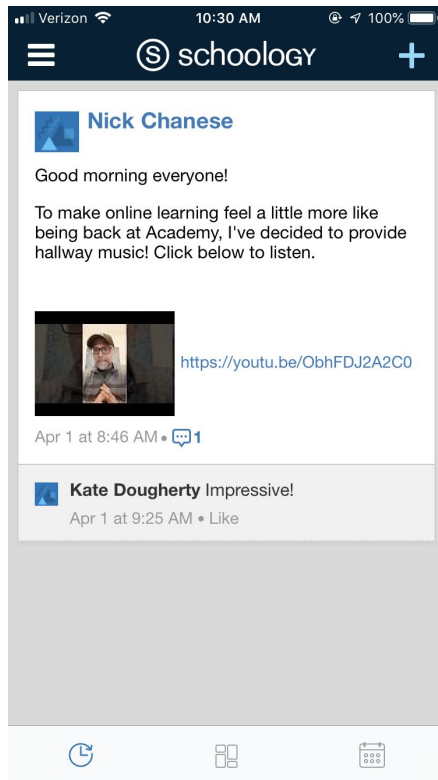 Verizon 10:30 AM 100%
S schoology
Nick Chanese
Good morning everyone!
To make online learning feel a little more like
being back at Academy, I've decided to provide
hallway music! Click below to listen.
https://youtu.be/ObhFDJ2A2C0
Apr 1 at 8:46 AM • 1
Kate Dougherty Impressive!
Apr 1 at 9:25 AM • Like